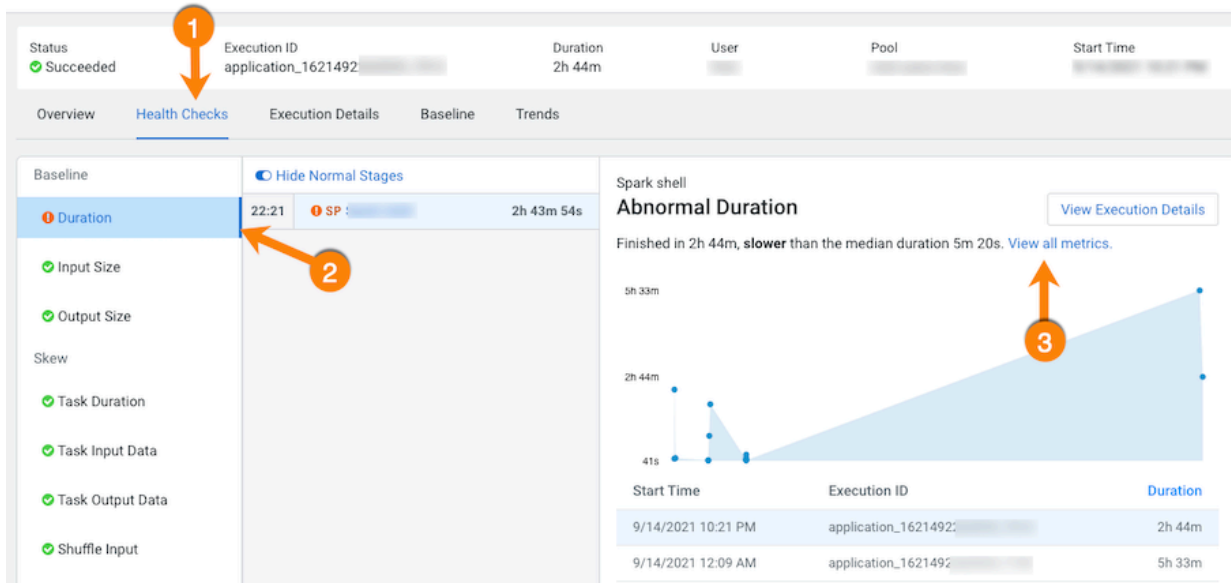 1
Status Execution ID Duration User Pool Start Time
Succeeded application_1621492 2h 44m
Overview Health Checks Execution Details Baseline Trends
Baseline
Hide Normal Stages
Duration
22:21 SP 2h 43m 54s
2
Input Size
Output Size
Skew
Task Duration
Task Input Data
Task Output Data
Shuffle Input
Spark shell
Abnormal Duration
View Execution Details
Finished in 2h 44m, slower than the median duration 5m 20s. View all metrics.
3
5h 33m
2h 44m
41s
Start Time Execution ID Duration
9/14/2021 10:21 PM application_1621492 2h 44m
9/14/2021 12:09 AM application_1621492 5h 33m